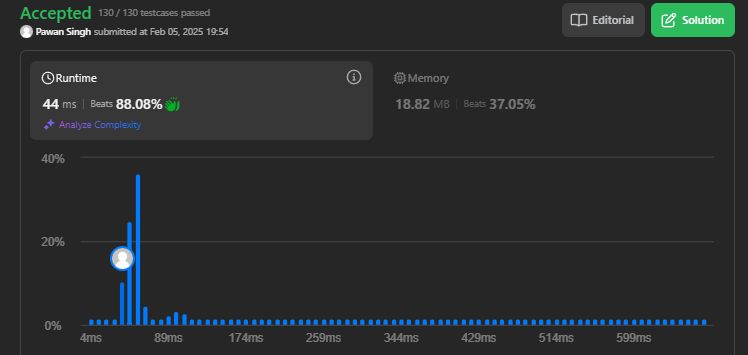 Accepted 130 / 130 testcases passed
Editorial
Solution
Pawan Singh submitted at Feb 05, 2025 19:54
Runtime
44 ms | Beats 88.08%
Analyze Complexity
Memory
18.82 MB | Beats 37.05%
40%
20%
0%
4ms 89ms 174ms 259ms 344ms 429ms 514ms 599ms